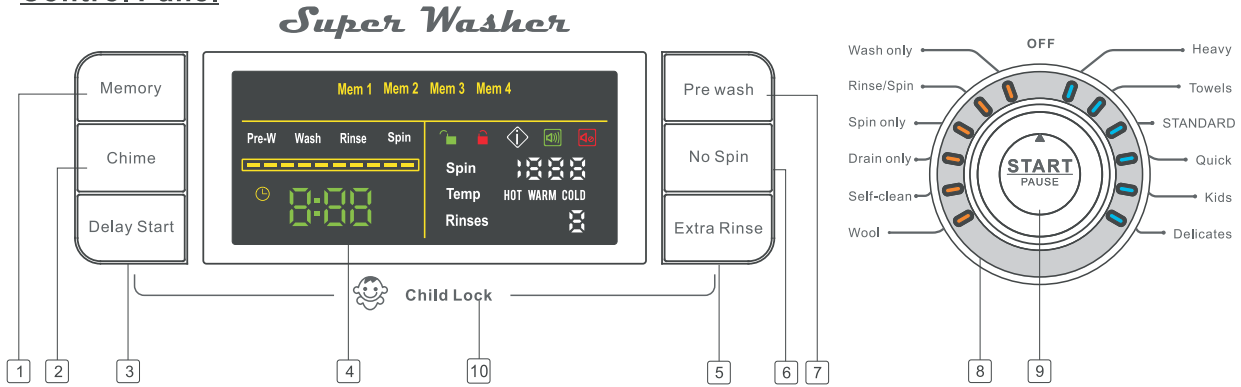 Control Panel
Super Washer
Memory
Chime
Delay Start
Mem 1 Mem 2 Mem 3 Mem 4
Pre-W Wash Rinse Spin
8:88
Spin 1888
Temp HOT WARM COLD
Rinses 8
Pre wash
No Spin
Extra Rinse
Child Lock
OFF
Wash only
Rinse/Spin
Spin only
Drain only
Self-clean
Wool
Heavy
Towels
STANDARD
Quick
Kids
Delicates
START
PAUSE
1 2 3 4 10 5 6 7 8 9